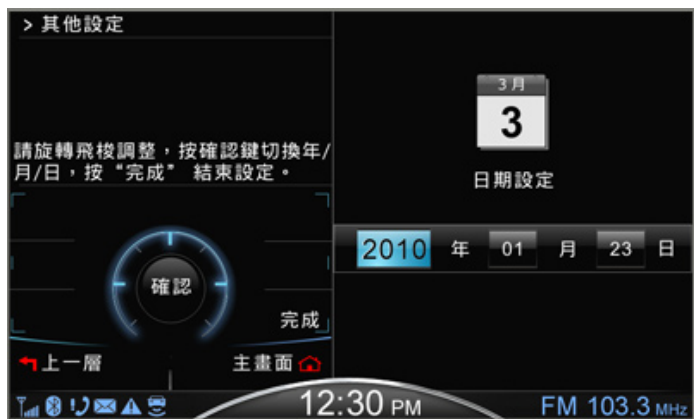 > 其他設定
請旋轉飛梭調整，按確認鍵切換年/
月/日，按“完成” 結束設定。
確認
完成
上一層
主畫面
3月
3
日期設定
2010 年 01 月 23 日
12:30 PM
FM 103.3 MHz